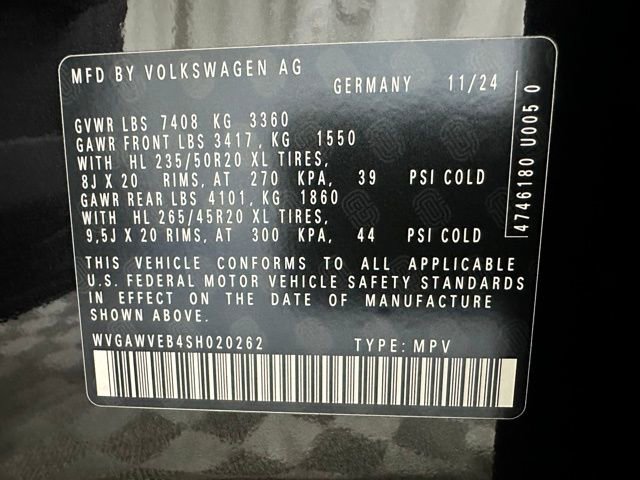 MFD BY VOLKSWAGEN AG
GERMANY 11/24
GVWR LBS 7408 KG 3360
GAWR FRONT LBS 3417, KG 1550
WITH HL 235/50R20 XL TIRES,
8J X 20 RIMS, AT 270 KPA, 39 PSI COLD
GAWR REAR LBS 4101, KG 1860
WITH HL 265/45R20 XL TIRES,
9,5J X 20 RIMS, AT 300 KPA, 44 PSI COLD
THIS VEHICLE CONFORMS TO ALL APPLICABLE
U.S. FEDERAL MOTOR VEHICLE SAFETY STANDARDS
IN EFFECT ON THE DATE OF MANUFACTURE
SHOWN ABOVE.
WVGAWVEB4SH020262 TYPE: MPV
4746180 U005 0